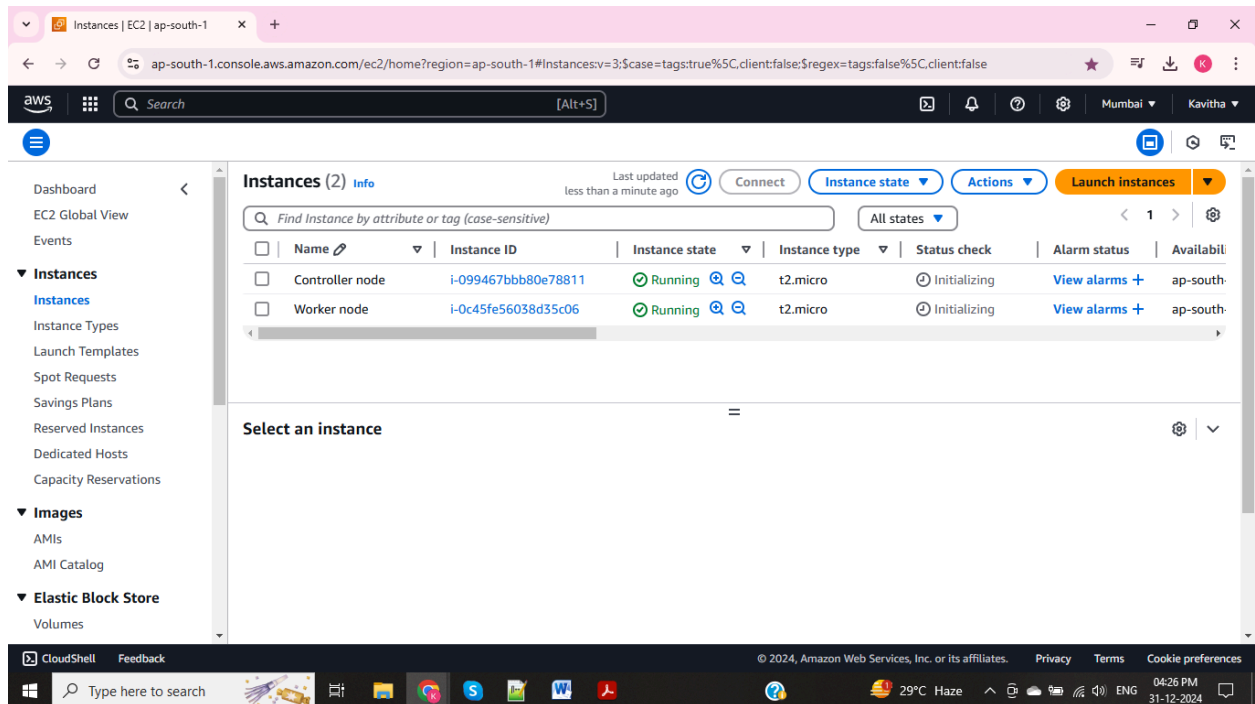 Instances | EC2 | ap-south-1
ap-south-1.console.aws.amazon.com/ec2/home?region=ap-south-1#Instances:v=3;$case=tags:true%5C,client:false;$regex=tags:false%5C,client:false
K
aws
Search [Alt+S]
Mumbai
Kavitha
Dashboard
EC2 Global View
Events
Instances
Instances
Instance Types
Launch Templates
Spot Requests
Savings Plans
Reserved Instances
Dedicated Hosts
Capacity Reservations
Images
AMIs
AMI Catalog
Elastic Block Store
Volumes
Instances (2) Info
Last updated
less than a minute ago
Connect
Instance state
Actions
Launch instances
Find Instance by attribute or tag (case-sensitive)
All states
1
Name Instance ID Instance state Instance type Status check Alarm status Availabili
Controller node i-099467bbb80e78811 Running t2.micro Initializing View alarms + ap-south-
Worker node i-0c45fe56038d35c06 Running t2.micro Initializing View alarms + ap-south-
Select an instance
CloudShell Feedback © 2024, Amazon Web Services, Inc. or its affiliates. Privacy Terms Cookie preferences
Type here to search
29°C Haze
ENG
04:26 PM
31-12-2024